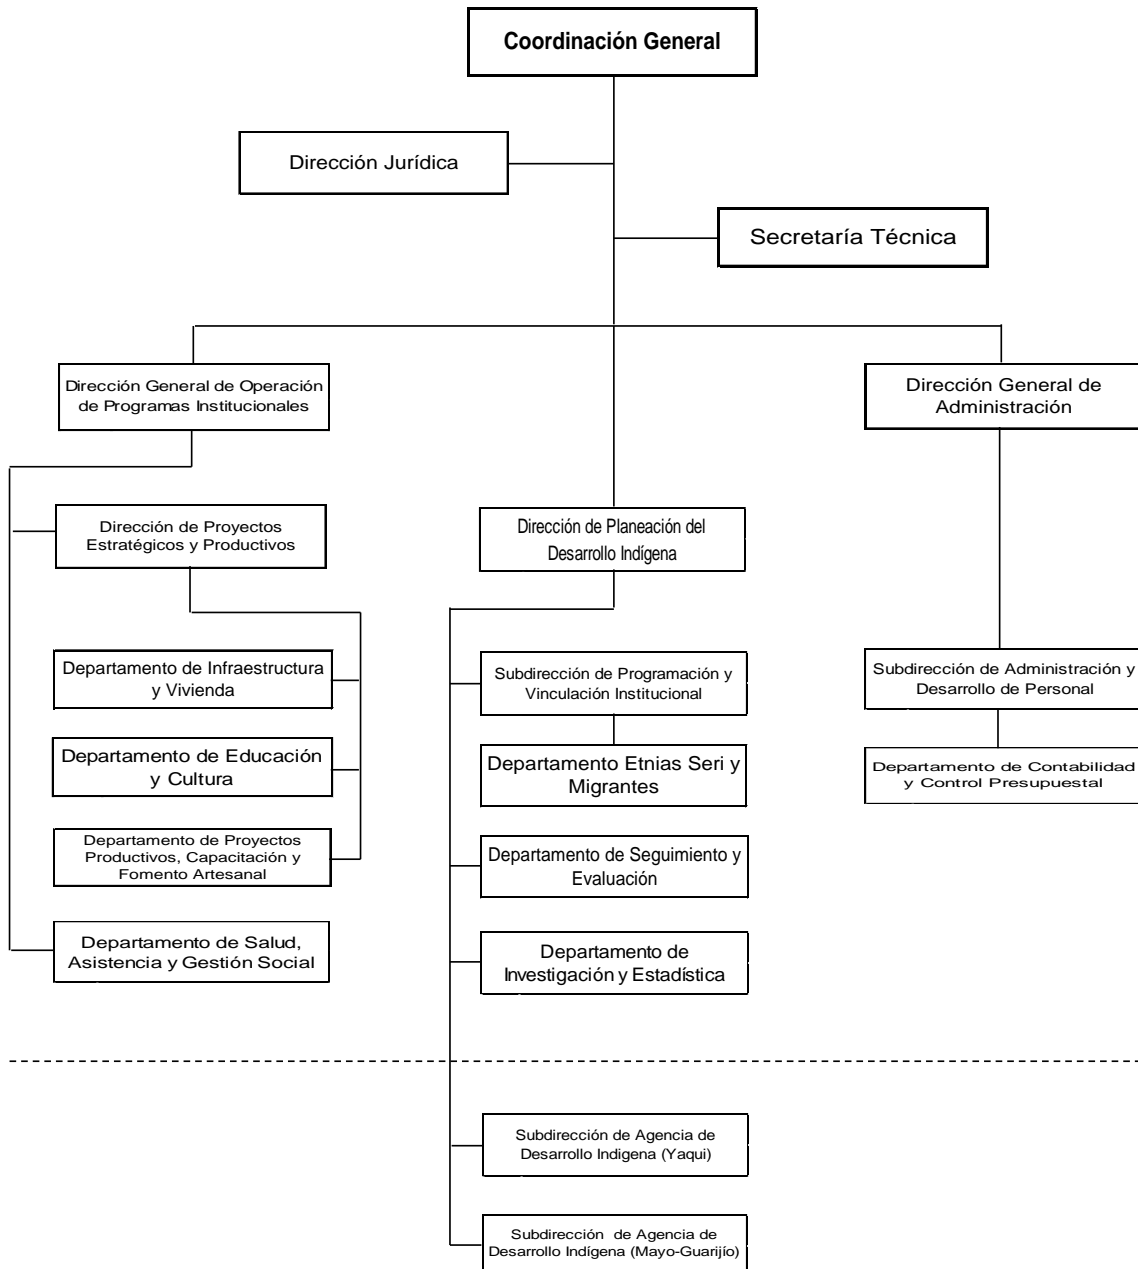 Coordinación General
Dirección Jurídica
Secretaría Técnica
Dirección General de Operación
de Programas Institucionales
Dirección General de
Administración
Dirección de Proyectos
Estratégicos y Productivos
Dirección de Planeación del
Desarrollo Indígena
Departamento de Infraestructura
y Vivienda
Subdirección de Programación y
Vinculación Institucional
Subdirección de Administración y
Desarrollo de Personal
Departamento de Educación
y Cultura
Departamento Etnias Seri y
Migrantes
Departamento de Contabilidad
y Control Presupuestal
Departamento de Proyectos
Productivos, Capacitación y
Fomento Artesanal
Departamento de Seguimiento y
Evaluación
Departamento de Salud,
Asistencia y Gestión Social
Departamento de
Investigación y Estadística
Subdirección de Agencia de
Desarrollo Indigena (Yaqui)
Subdirección de Agencia de
Desarrollo Indígena (Mayo-Guarijío)